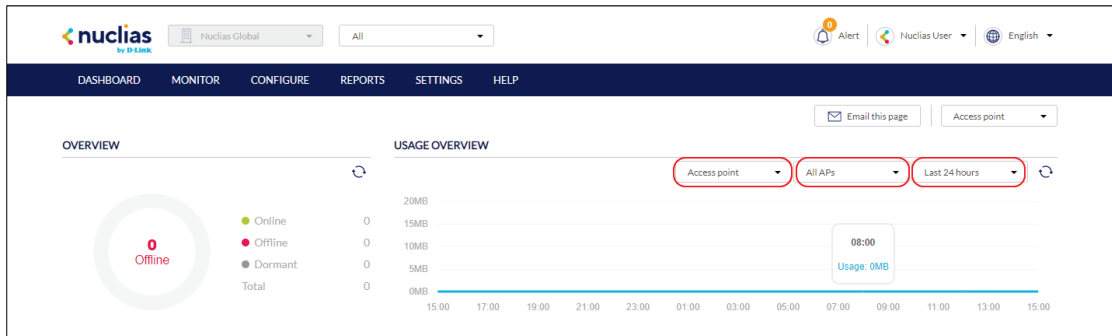 0
nuclias
by D-Link
Nuclias Global
All
Alert
Nuclias User
English
DASHBOARD MONITOR CONFIGURE REPORTS SETTINGS HELP
Email this page
Access point
OVERVIEW
USAGE OVERVIEW
Access point
All APs
Last 24 hours
0
Offline
Online 0
Offline 0
Dormant 0
Total 0
20MB
15MB
10MB
5MB
0MB
08:00
Usage: 0MB
15:00 17:00 19:00 21:00 23:00 01:00 03:00 05:00 07:00 09:00 11:00 13:00 15:00